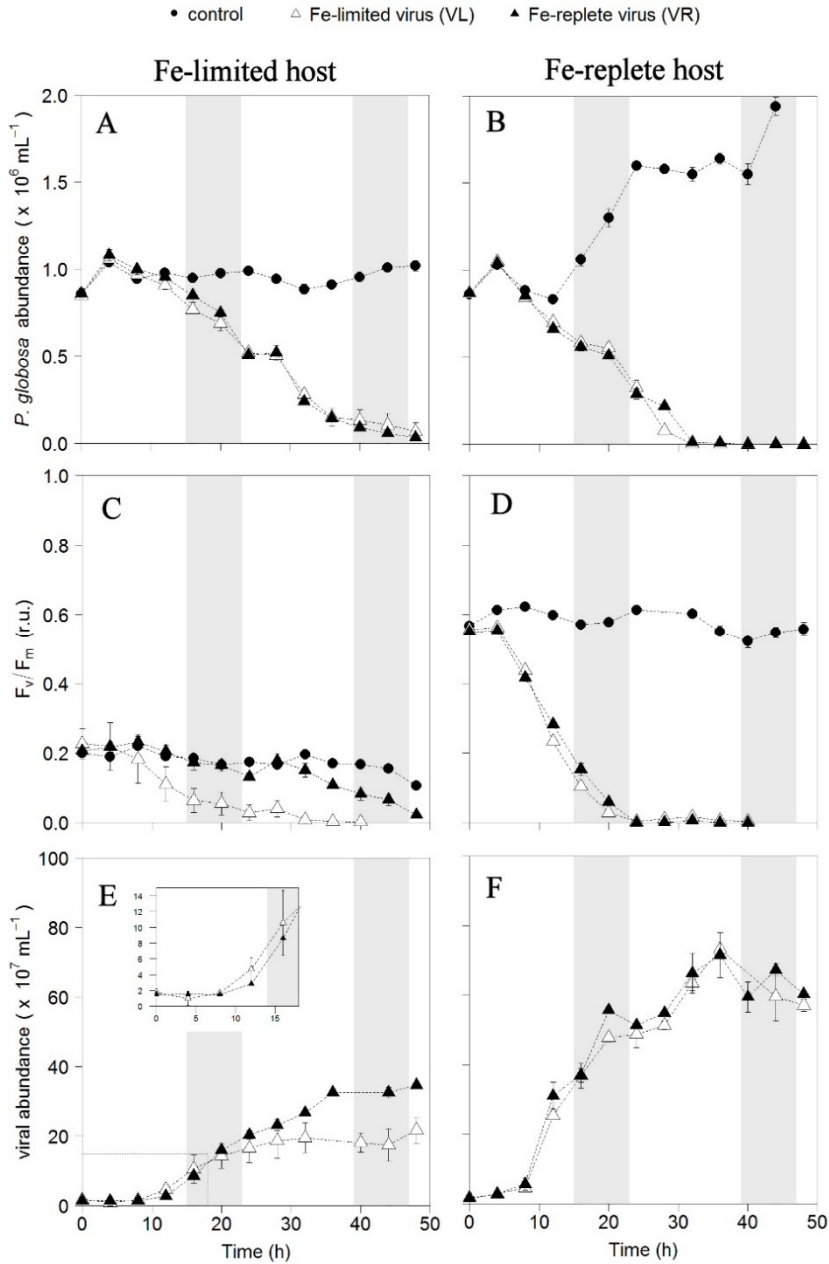 control Fe-limited virus (VL) Fe-replete virus (VR)
Fe-limited host Fe-replete host
A
B
P. globosa abundance ( x 10⁶ mL⁻¹ )
2.0
1.5
1.0
0.5
0.0
C
D
Fᵥ/Fₘ (r.u.)
1.0
0.8
0.6
0.4
0.2
0.0
E
F
viral abundance ( x 10⁷ mL⁻¹ )
100
80
60
40
20
0
14
12
10
8
6
4
2
0
0 5 10 15
0 10 20 30 40 50
0 10 20 30 40 50
Time (h) Time (h)